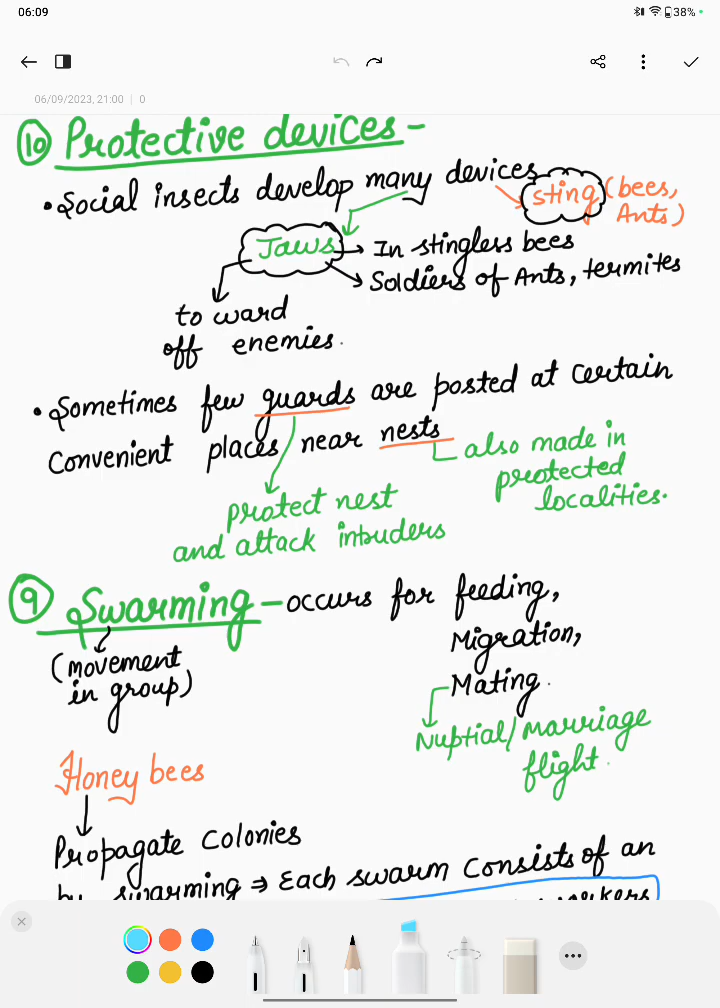 06:09
38%
06/09/2023, 21:00 | 0
⑩ Protective devices -
• Social insects develop many devices
sting (bees,
Ants)
Jaws → In stingless bees
→ Soldiers of Ants, termites
to ward
off enemies.
• Sometimes few guards are posted at certain
Convenient places near nests
also made in
protected
localities.
protect nest
and attack intruders
⑨ Swarming - occurs for feeding,
Migration,
Mating.
(movement
in group)
Nuptial/Marriage
flight.
Honey bees
Propagate Colonies
by swarming ⇒ Each swarm Consists of an
workers